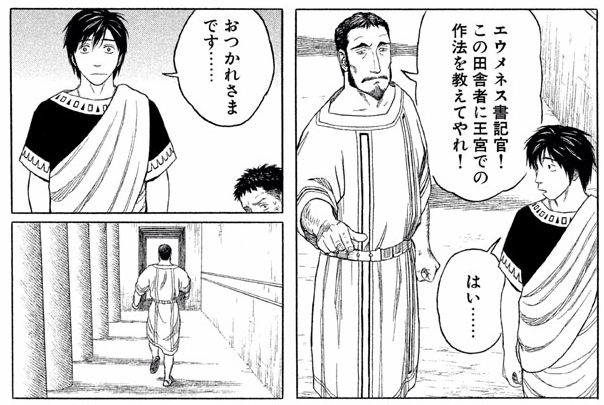 エウメネス書記官!
この田舎者に王宮での
作法を教えてやれ!
はい……
おつかれさま
です……